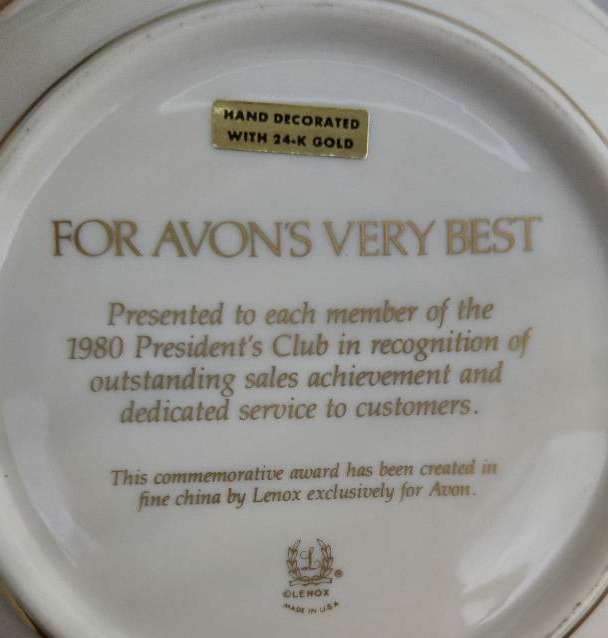 HAND DECORATED
WITH 24-K GOLD
FOR AVON'S VERY BEST
Presented to each member of the
1980 President's Club in recognition of
outstanding sales achievement and
dedicated service to customers.
This commemorative award has been created in
fine china by Lenox exclusively for Avon.
L
®
©LENOX
MADE IN U.S.A.